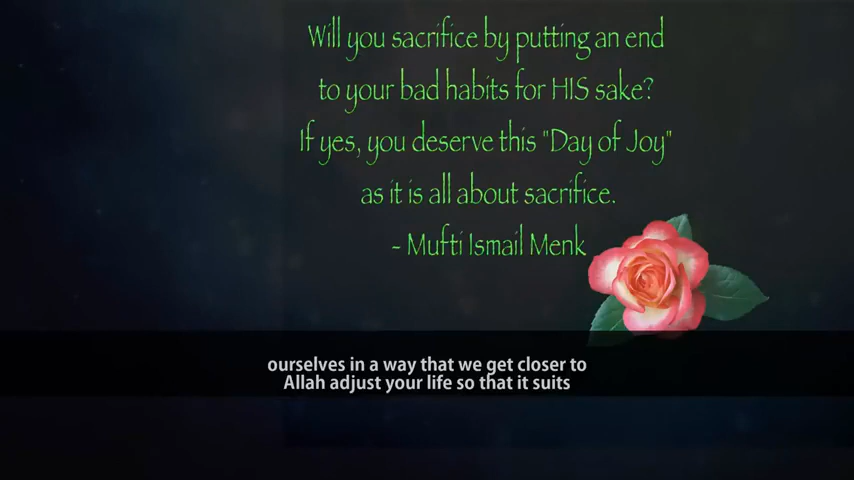 Will you sacrifice by putting an end
to your bad habits for HIS sake?
If yes, you deserve this "Day of Joy"
as it is all about sacrifice.
- Mufti Ismail Menk
ourselves in a way that we get closer to
Allah adjust your life so that it suits